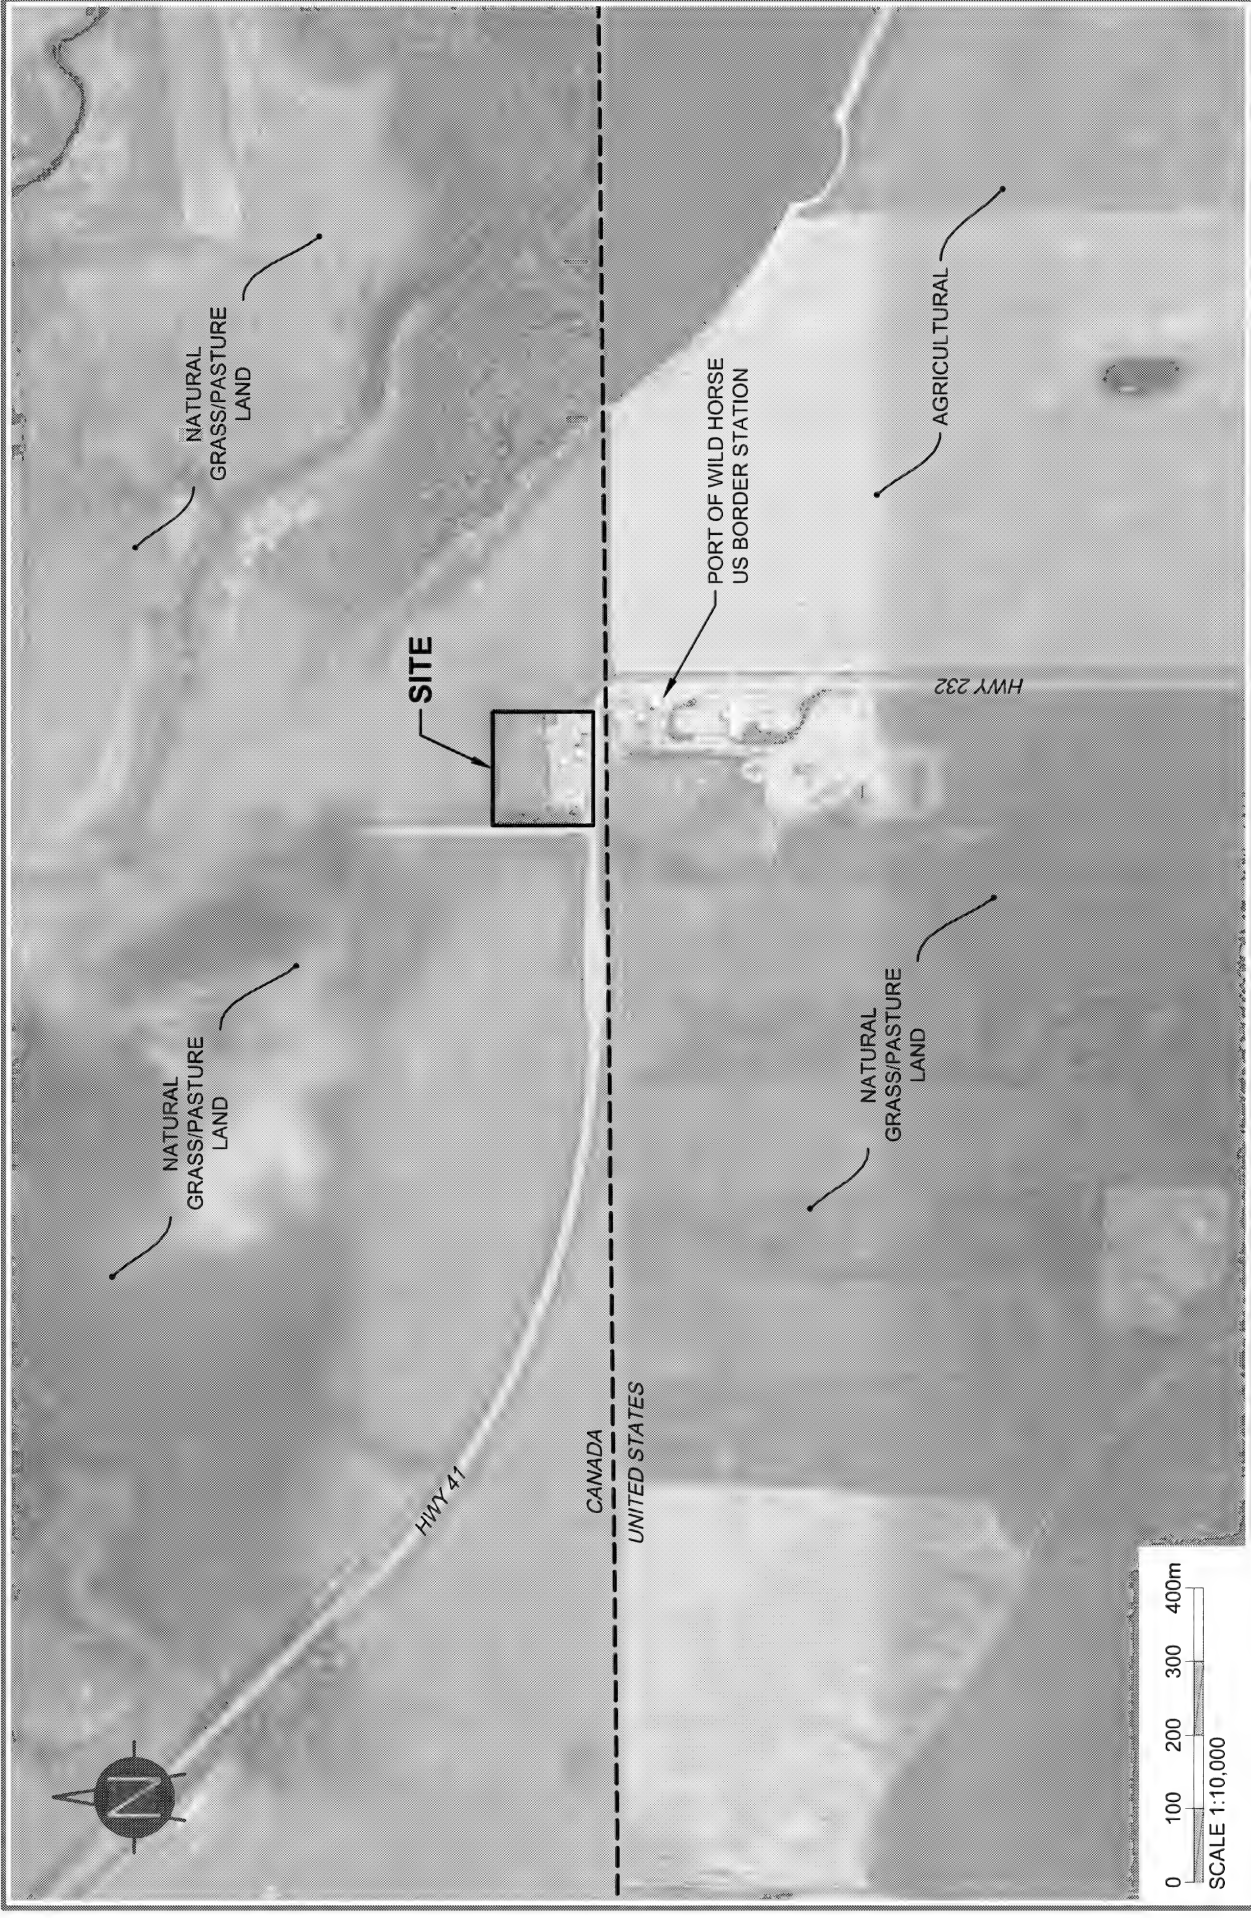 N
NATURAL
GRASS/PASTURE
LAND
NATURAL
GRASS/PASTURE
LAND
SITE
HWY 41
CANADA
UNITED STATES
PORT OF WILD HORSE
US BORDER STATION
NATURAL
GRASS/PASTURE
LAND
AGRICULTURAL
HWY 232
0 100 200 300 400m
SCALE 1:10,000